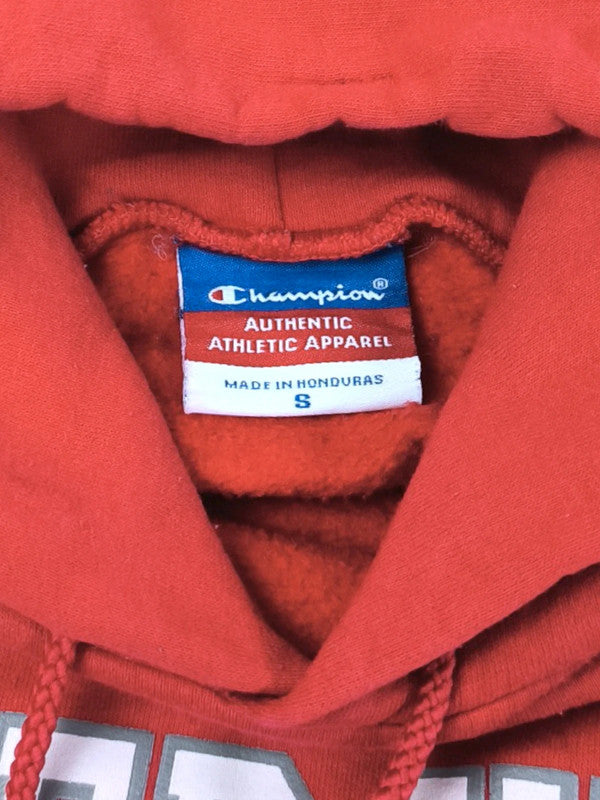 Champion®
AUTHENTIC
ATHLETIC APPAREL
MADE IN HONDURAS
S